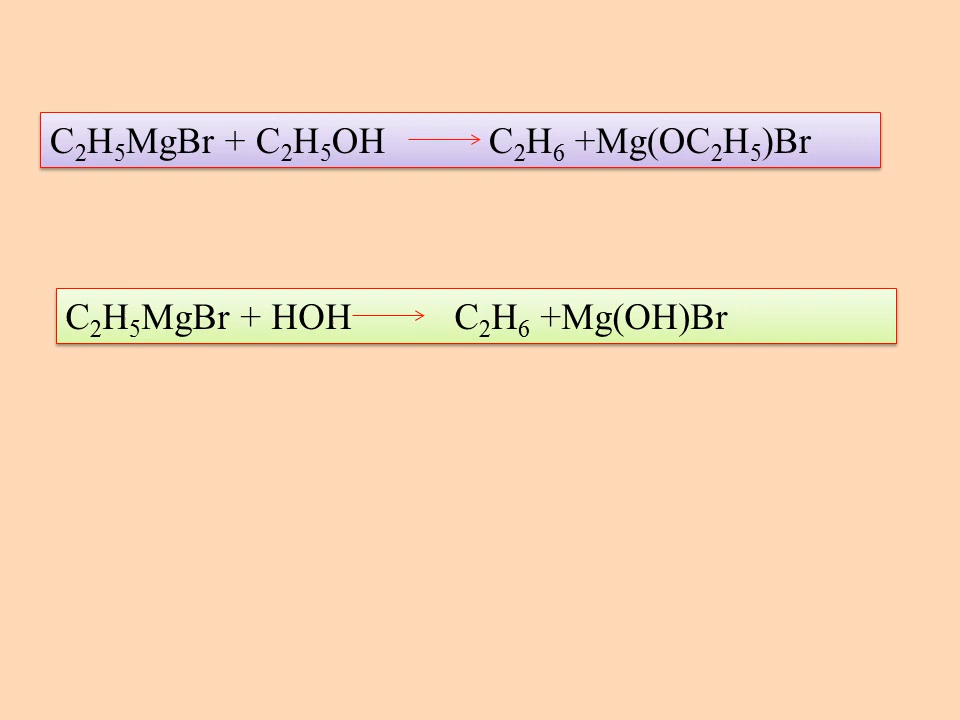 C₂H₅MgBr + C₂H₅OH ⟶ C₂H₆ +Mg(OC₂H₅)Br
C₂H₅MgBr + HOH ⟶ C₂H₆ +Mg(OH)Br